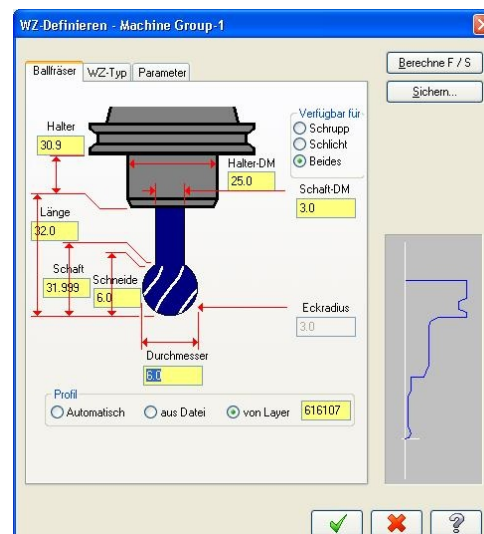 WZ-Definieren - Machine Group-1
Ballfräser
WZ-Typ
Parameter
Berechne F / S
Sichern...
Verfügbar für
Schrupp
Schlicht
Beides
Halter
30.9
Halter-DM
25.0
Schaft-DM
3.0
Länge
32.0
Schaft
31.999
Schneide
6.0
Eckradius
3.0
Durchmesser
6.0
Profil
Automatisch
aus Datei
von Layer
616107